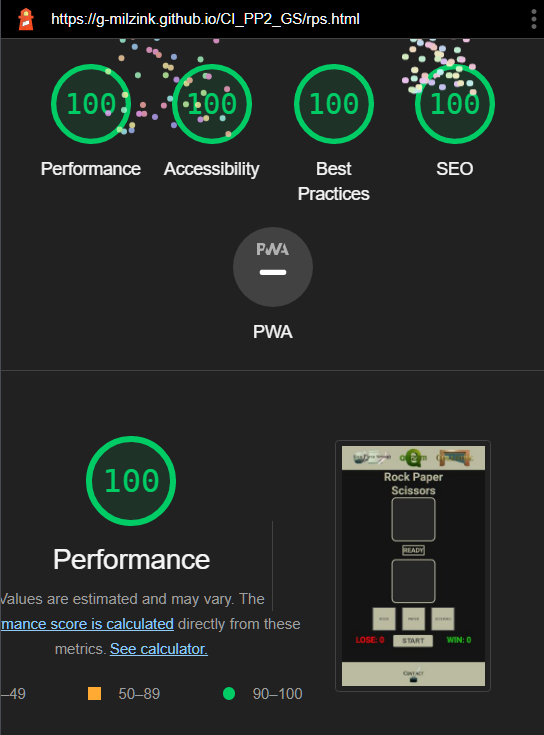 https://g-milzink.github.io/CI_PP2_GS/rps.html
100 100 100 100
Performance Accessibility Best Practices SEO
PWA
PWA
100
Performance
Values are estimated and may vary. The
mance score is calculated directly from these
metrics. See calculator.
–49 50–89 90–100
Rock Paper
Scissors
READY
LOSE: 0 START WIN: 0
Contact